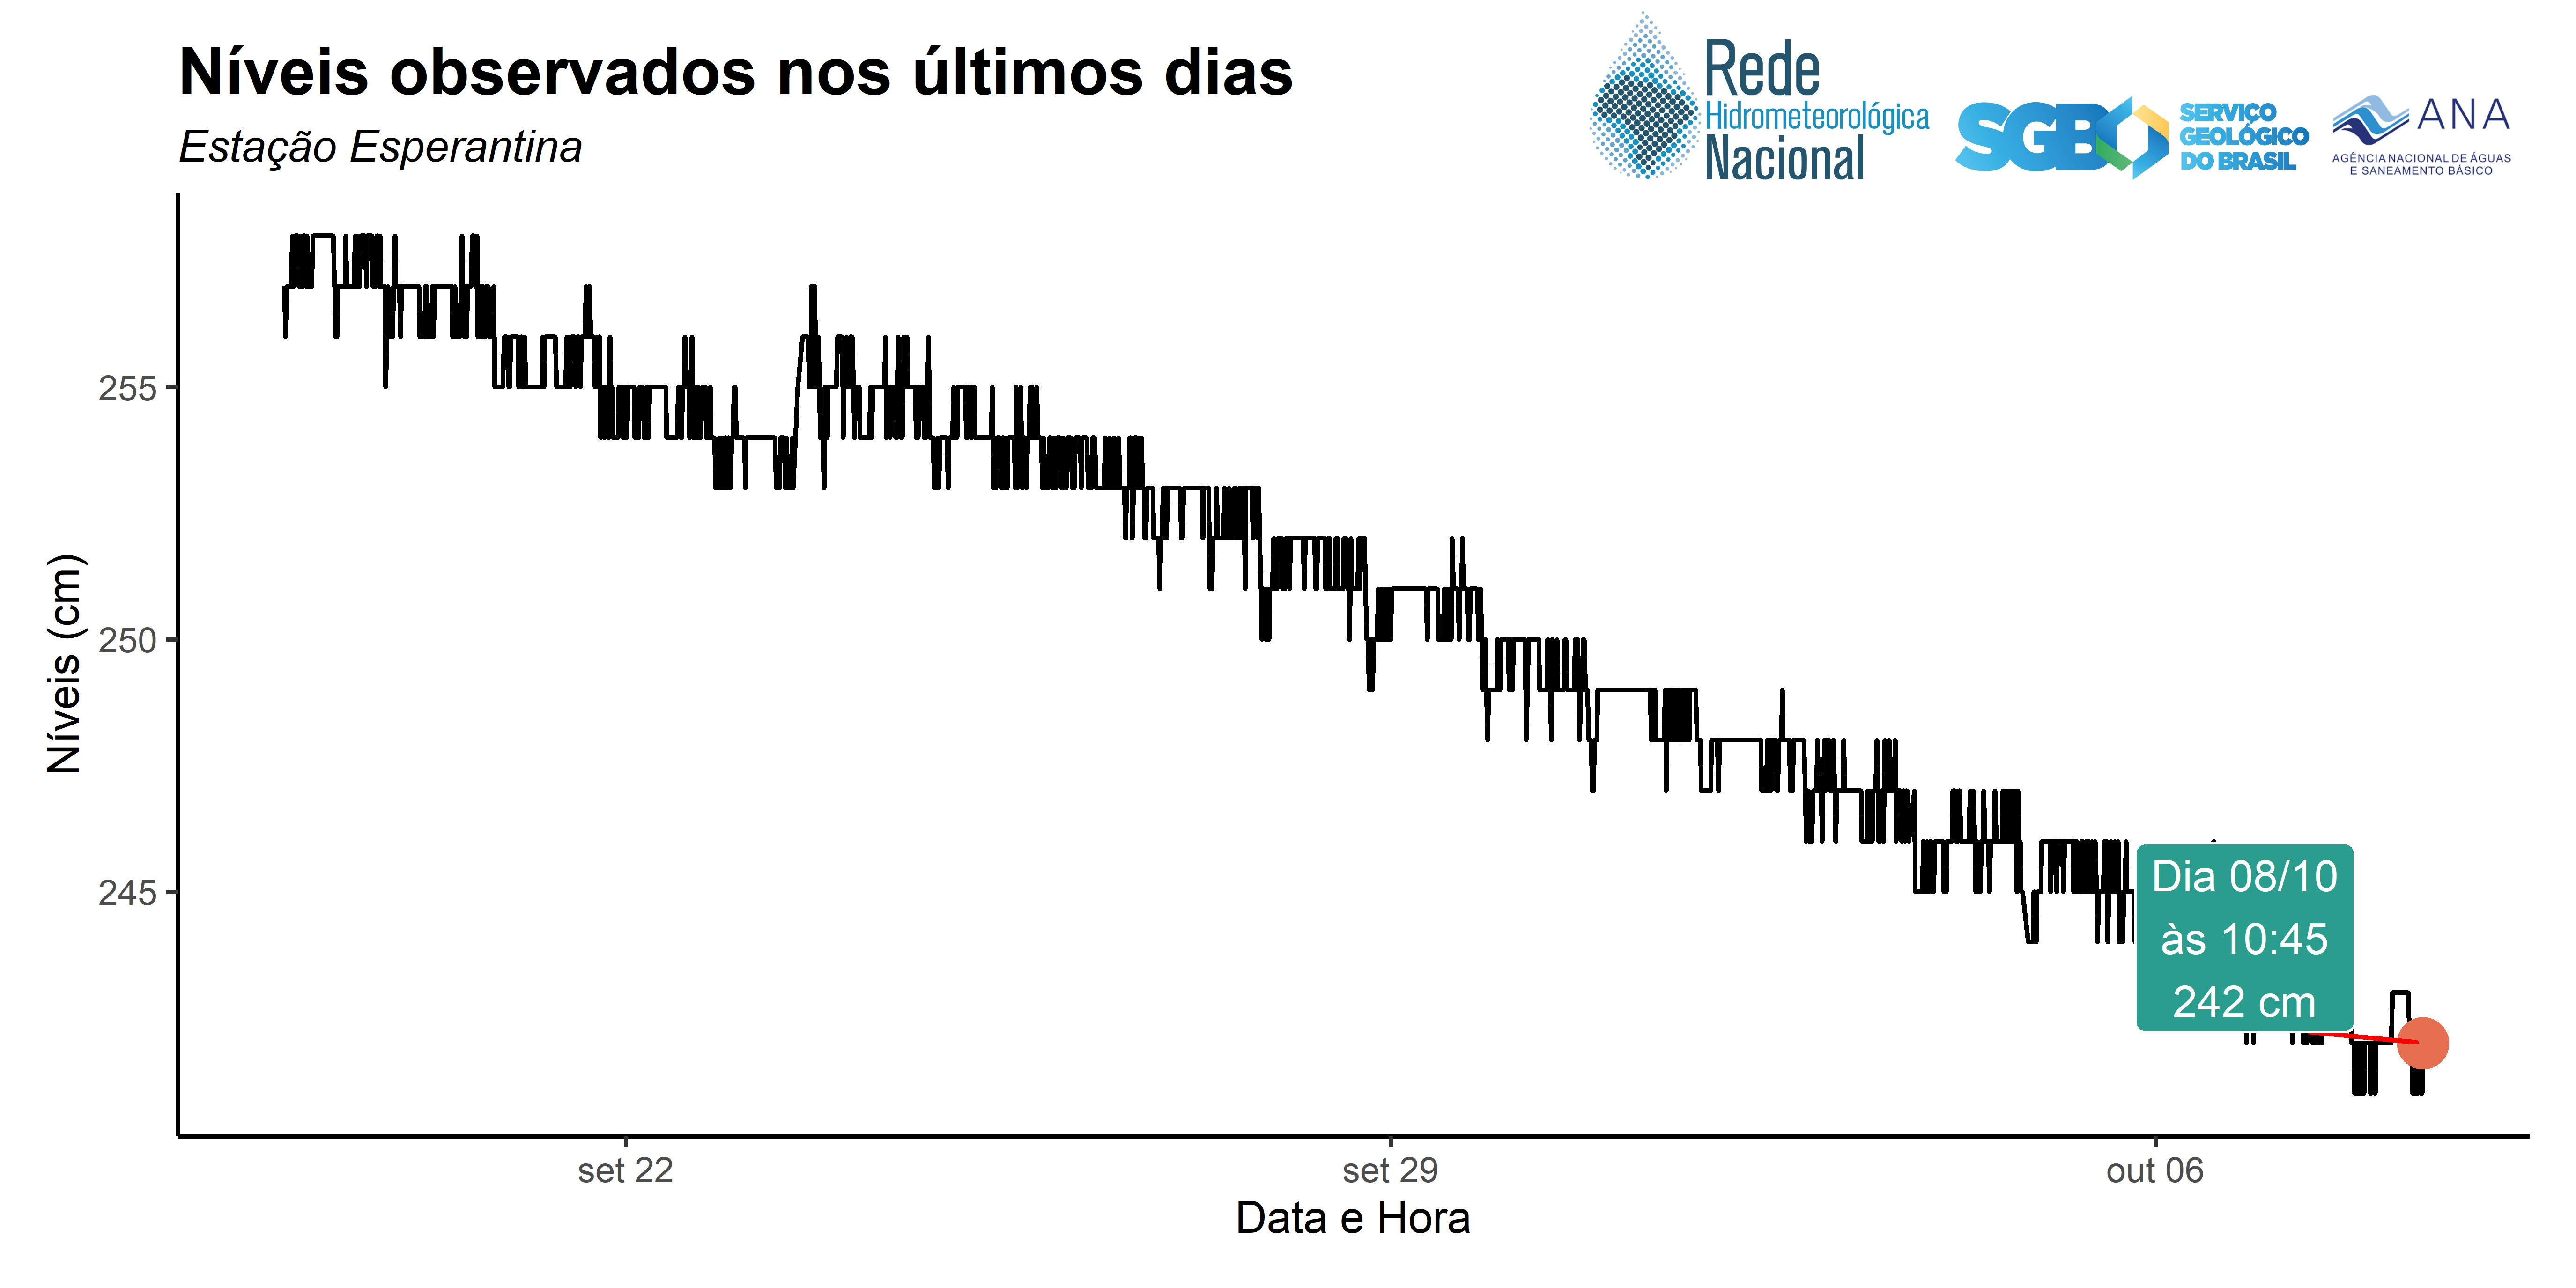 Níveis observados nos últimos dias
Estação Esperantina
Rede
Hidrometeorológica
Nacional
SGB
SERVIÇO
GEOLÓGICO
DO BRASIL
ANA
AGÊNCIA NACIONAL DE ÁGUAS
E SANEAMENTO BÁSICO
Níveis (cm)
255
250
245
Dia 08/10
às 10:45
242 cm
set 22
set 29
out 06
Data e Hora